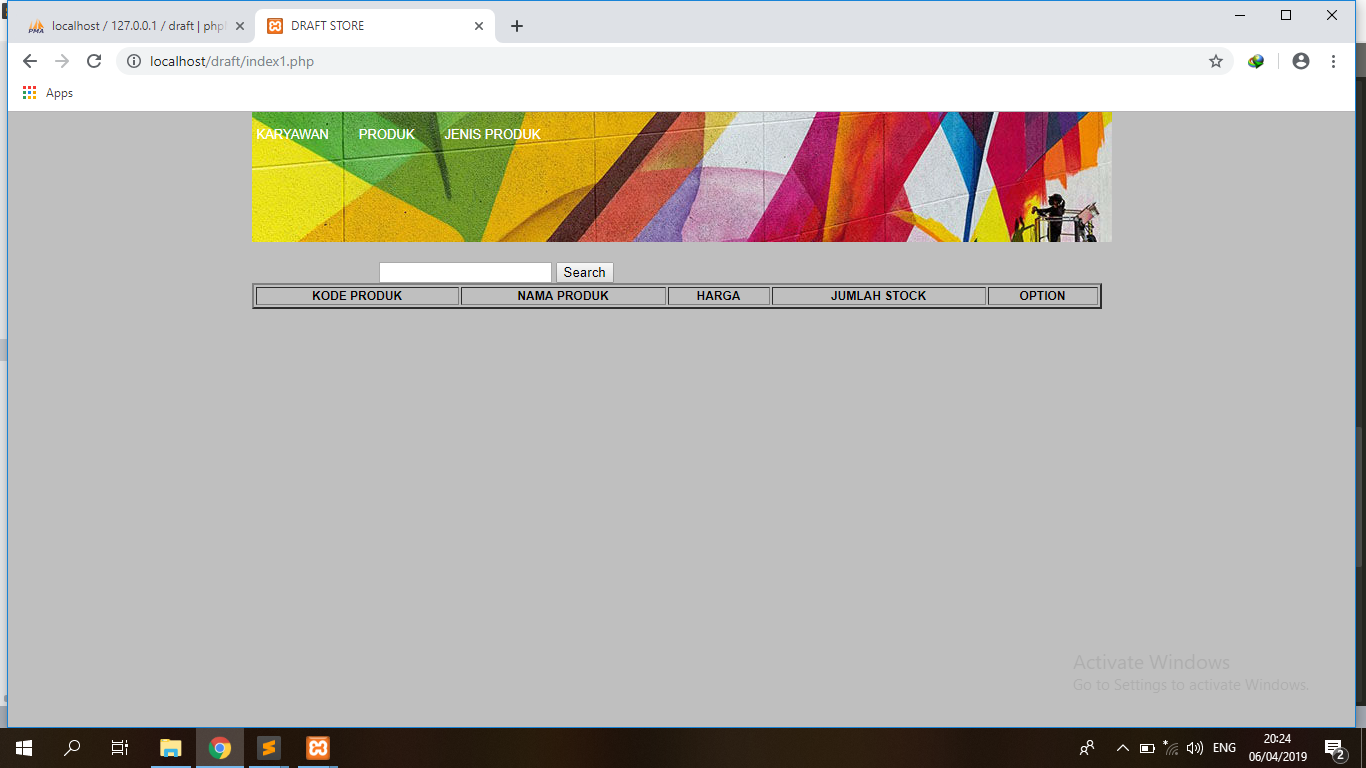 localhost / 127.0.0.1 / draft | php
DRAFT STORE
localhost/draft/index1.php
Apps
KARYAWAN PRODUK JENIS PRODUK
Search
KODE PRODUK NAMA PRODUK HARGA JUMLAH STOCK OPTION
Activate Windows
Go to Settings to activate Windows.
ENG
20:24
06/04/2019
2